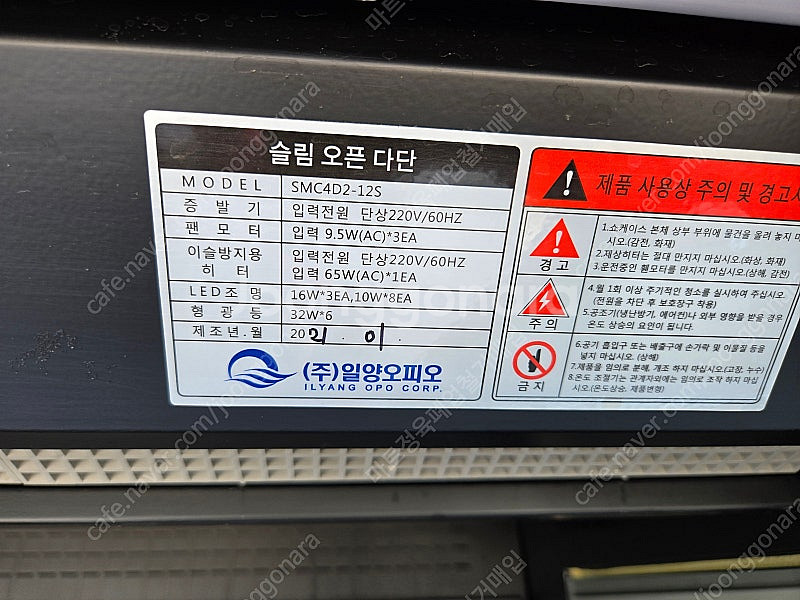 슬림 오픈 다단
MODEL SMC4D2-12S
증발기 팬모터 입력전원 단상220V/60HZ
입력 9.5W(AC)*3EA
이슬방지용 히터 입력전원 단상220V/60HZ
입력 65W(AC)*1EA
LED조명 16W*3EA,10W*8EA
형광등 32W*6
제조년.월 20 21. 01.
(주)일양오피오
ILYANG OPO CORP.
제품 사용상 주의 및 경고사
경고
1.쇼케이스 본체 상부 부위에 물건을 올려 놓지 마
시오.(감전, 화재)
2.제상히터는 절대 만지지 마십시오.(화상, 화재)
3.운전중인 휀모터를 만지지 마십시오.(상해, 감전)
주의
4.월 1회 이상 주기적인 청소를 실시하여 주십시오.
(전원을 차단 후 보호장구 착용)
5.공조기(냉난방기, 에어컨)나 외부 영향을 받을 경우
온도 상승의 요인이 됩니다.
금지
6.공기 흡입구 또는 배출구에 손가락 및 이물질 등을
넣지 마십시오.(상해)
7.제품을 임의로 분해, 개조 하지 마십시오.(고장, 누수)
8.온도 조절기는 관계자외에는 임의로 조작 하지 마십
시오.(온도상승, 제품변형)
cafe.naver.com/joonggonara